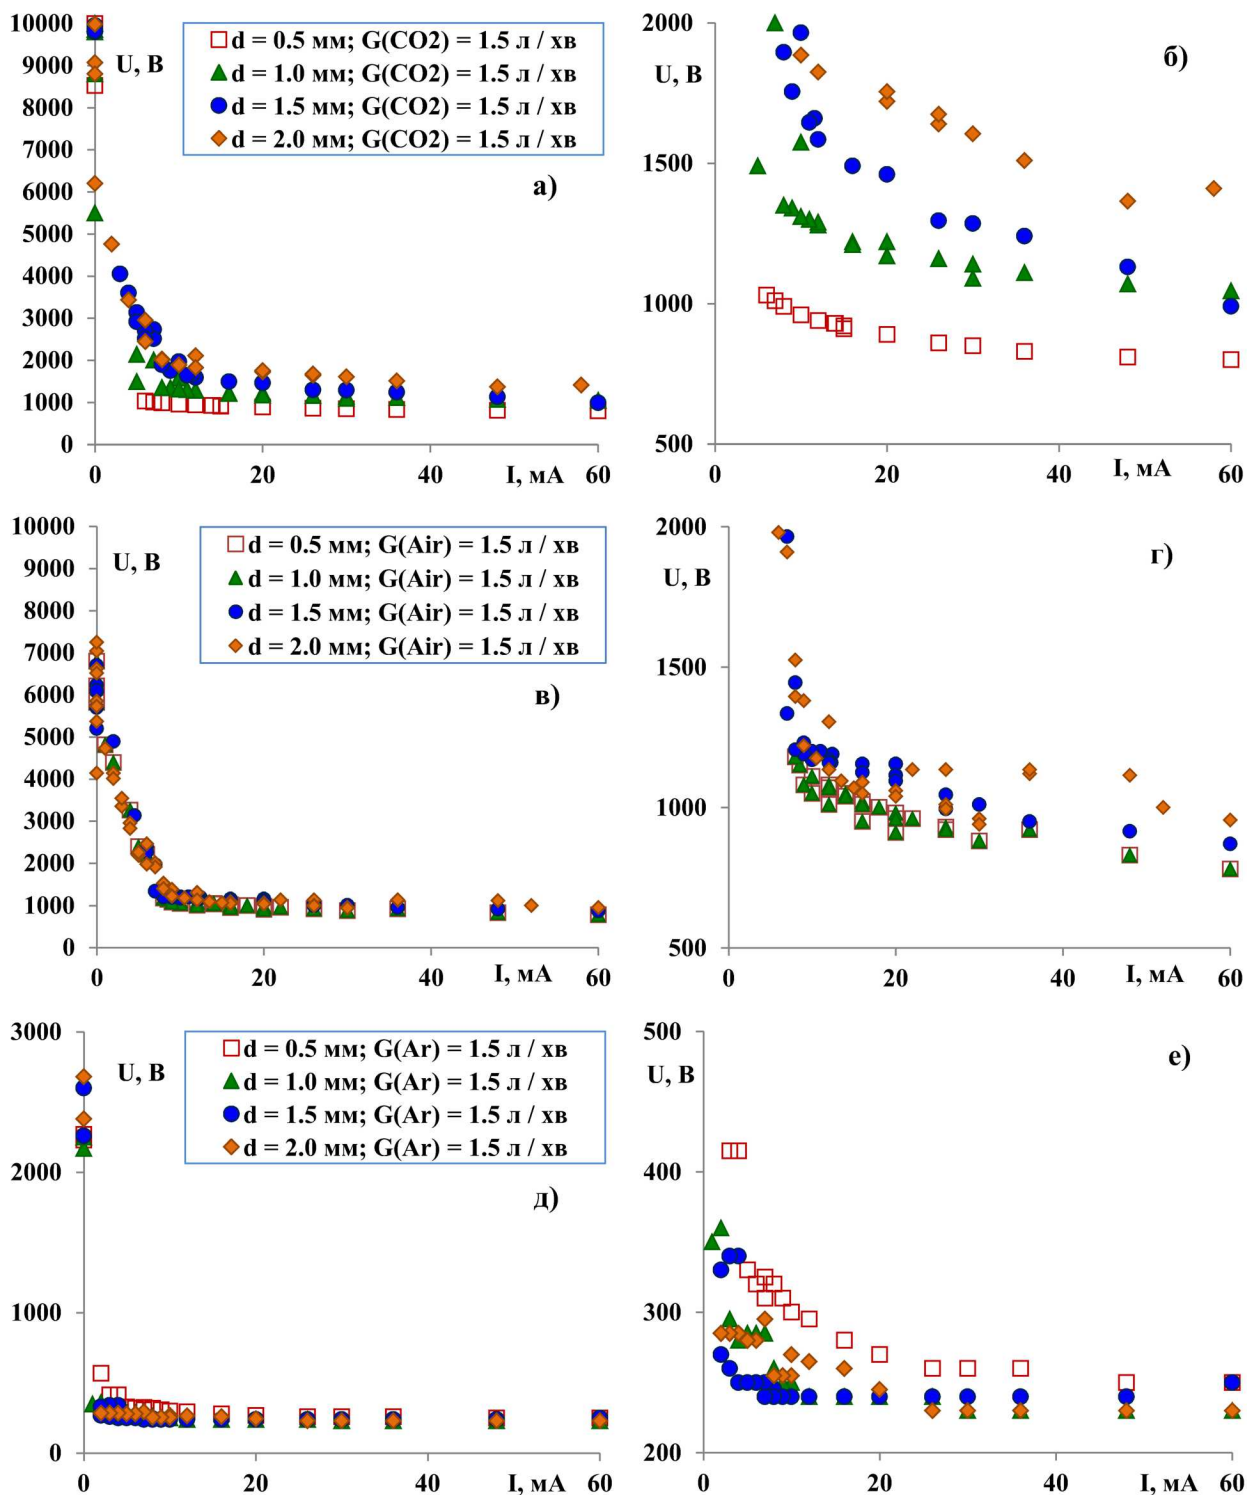 10000
9000
8000
7000
6000
5000
4000
3000
2000
1000
0
U, В
d = 0.5 мм; G(CO2) = 1.5 л / хв
d = 1.0 мм; G(CO2) = 1.5 л / хв
d = 1.5 мм; G(CO2) = 1.5 л / хв
d = 2.0 мм; G(CO2) = 1.5 л / хв
а)
0 20 40 60
I, мА
2000
1500
1000
500
U, В
б)
0 20 40 60
I, мА
10000
9000
8000
7000
6000
5000
4000
3000
2000
1000
0
U, В
d = 0.5 мм; G(Air) = 1.5 л / хв
d = 1.0 мм; G(Air) = 1.5 л / хв
d = 1.5 мм; G(Air) = 1.5 л / хв
d = 2.0 мм; G(Air) = 1.5 л / хв
в)
0 20 40 60
I, мА
2000
1500
1000
500
U, В
г)
0 20 40 60
I, мА
3000
2000
1000
0
U, В
d = 0.5 мм; G(Ar) = 1.5 л / хв
d = 1.0 мм; G(Ar) = 1.5 л / хв
d = 1.5 мм; G(Ar) = 1.5 л / хв
d = 2.0 мм; G(Ar) = 1.5 л / хв
д)
0 20 40 60
I, мА
500
400
300
200
U, В
е)
0 20 40 60
I, мА